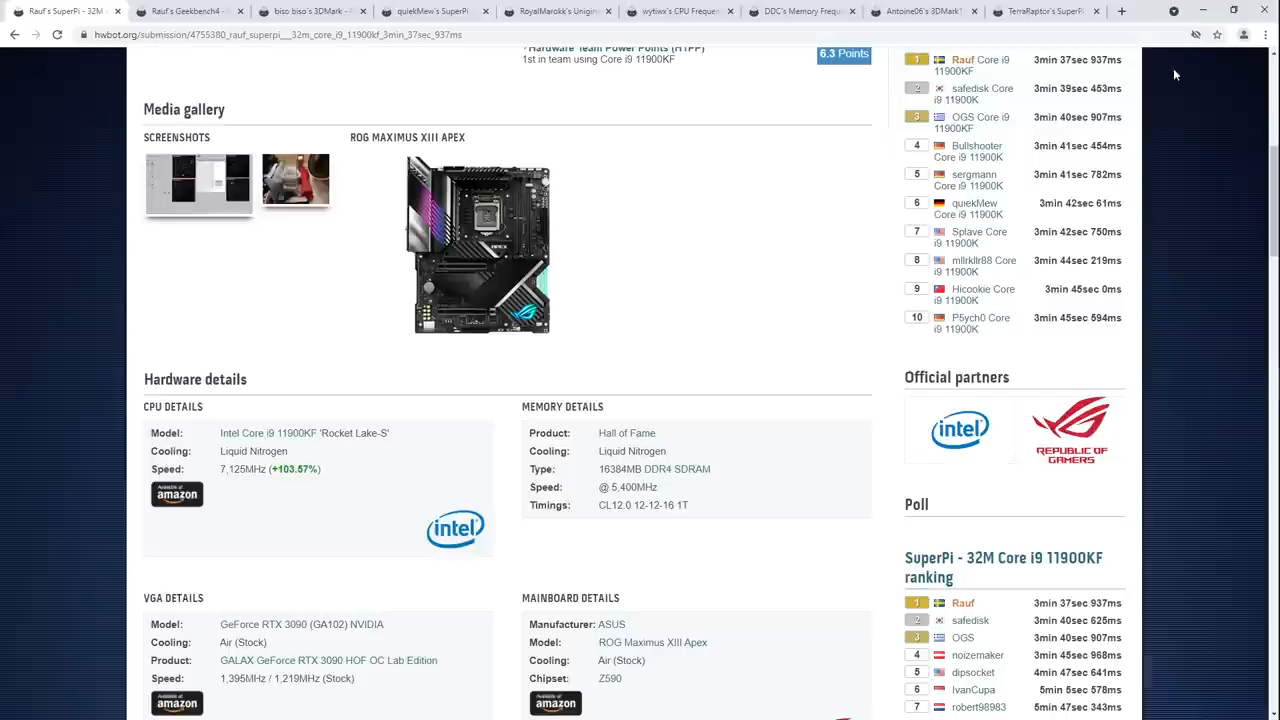 Rauf's SuperPi - 32M
Rauf's Geekbench4 -
biso biso's 3DMark -
quiekMew's SuperPi
RoyalMarokk's Unigin
wytiwx's CPU Frequen
DDC's Memory Freque
Antoine06's 3DMark
TerraRaptor's SuperPi
hwbot.org/submission/4755380_rauf_superpi__32m_core_i9_11900kf_3min_37sec_937ms
Hardware Team Power Points (HTPP)
1st in team using Core i9 11900KF
6.3 Points
Media gallery
SCREENSHOTS
ROG MAXIMUS XIII APEX
Hardware details
CPU DETAILS
Model: Intel Core i9 11900KF 'Rocket Lake-S'
Cooling: Liquid Nitrogen
Speed: 7,125MHz (+103.57%)
Available at
amazon
intel
MEMORY DETAILS
Product: Hall of Fame
Cooling: Liquid Nitrogen
Type: 16384MB DDR4 SDRAM
Speed: @ 5,400MHz
Timings: CL12.0 12-12-16 1T
VGA DETAILS
Model: GeForce RTX 3090 (GA102) NVIDIA
Cooling: Air (Stock)
Product: GALAX GeForce RTX 3090 HOF OC Lab Edition
Speed: 1,395MHz / 1,219MHz (Stock)
Available at
amazon
MAINBOARD DETAILS
Manufacturer: ASUS
Model: ROG Maximus XIII Apex
Cooling: Air (Stock)
Chipset: Z590
Available at
amazon
1 Rauf Core i9 11900KF 3min 37sec 937ms
2 safedisk Core i9 11900K 3min 39sec 453ms
3 OGS Core i9 11900KF 3min 40sec 907ms
4 Bullshooter Core i9 11900K 3min 41sec 454ms
5 sergmann Core i9 11900K 3min 41sec 782ms
6 quiekMew Core i9 11900K 3min 42sec 61ms
7 Splave Core i9 11900K 3min 42sec 750ms
8 mllrkllr88 Core i9 11900K 3min 44sec 219ms
9 Hicookie Core i9 11900K 3min 45sec 0ms
10 P5ych0 Core i9 11900K 3min 45sec 594ms
Official partners
intel
REPUBLIC OF
GAMERS
Poll
SuperPi - 32M Core i9 11900KF
ranking
1 Rauf 3min 37sec 937ms
2 safedisk 3min 40sec 625ms
3 OGS 3min 40sec 907ms
4 noizemaker 3min 45sec 968ms
5 dipsocket 4min 47sec 641ms
6 IvanCupa 5min 5sec 578ms
7 robert98983 5min 47sec 343ms